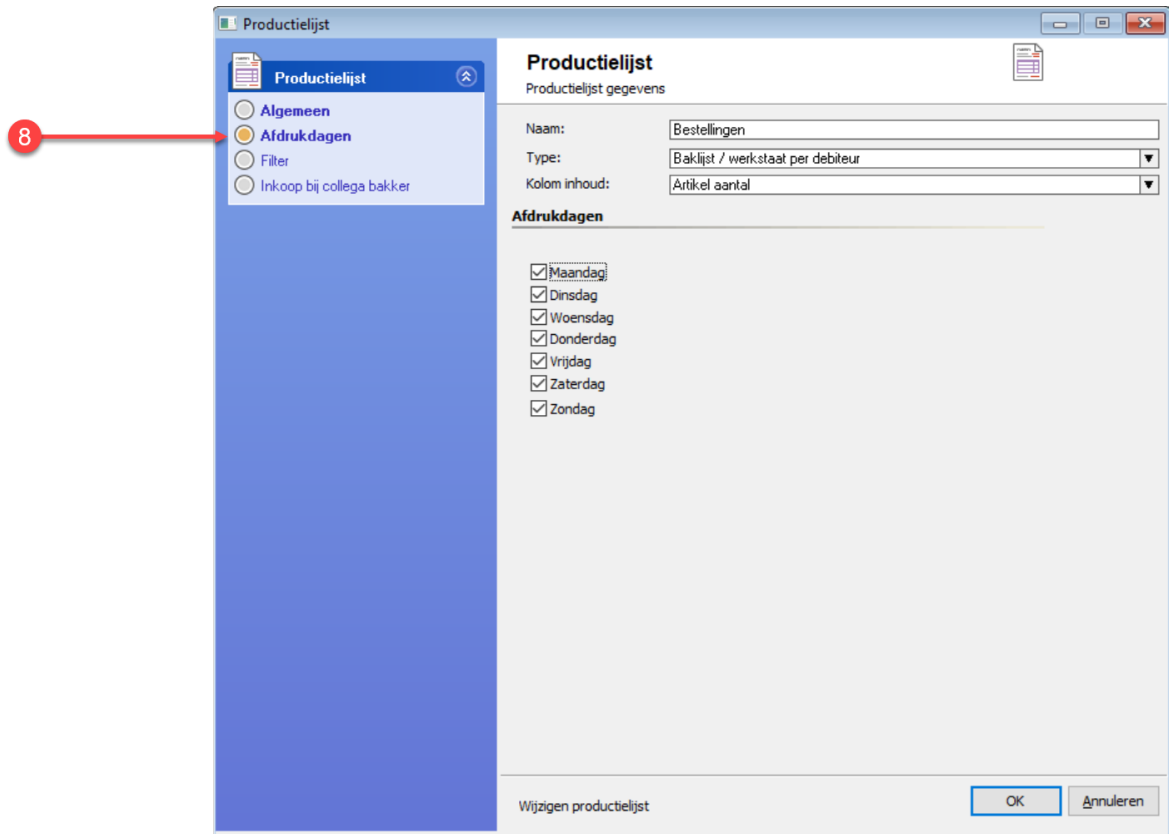 Productielijst
Productielijst
Algemeen
Afdrukdagen
Filter
Inkoop bij collega bakker
8
Productielijst
Productielijst gegevens
Naam: Bestellingen
Type: Baklijst / werkstaat per debiteur
Kolom inhoud: Artikel aantal
Afdrukdagen
Maandag
Dinsdag
Woensdag
Donderdag
Vrijdag
Zaterdag
Zondag
Wijzigen productielijst
OK Annuleren